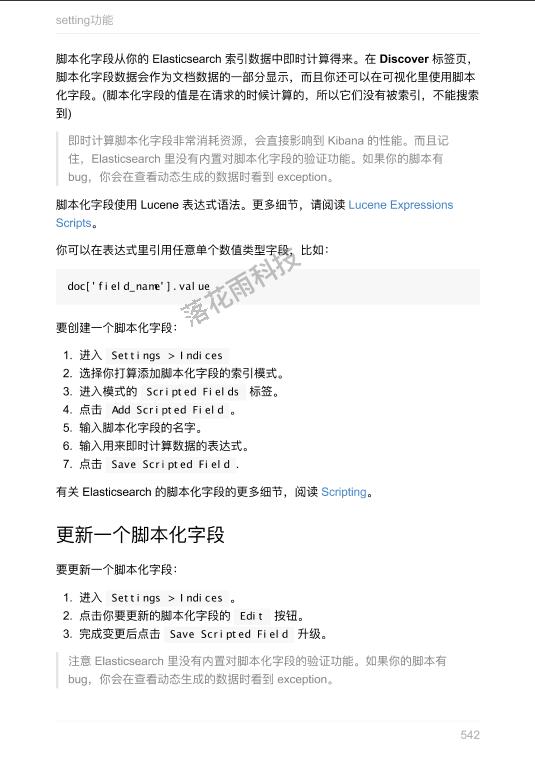 setting功能
脚本化字段从你的 Elasticsearch 索引数据中即时计算得来。在 Discover 标签页，
脚本化字段数据会作为文档数据的一部分显示，而且你还可以在可视化里使用脚本
化字段。(脚本化字段的值是在请求的时候计算的，所以它们没有被索引，不能搜索
到)
即时计算脚本化字段非常消耗资源，会直接影响到 Kibana 的性能。而且记
住，Elasticsearch 里没有内置对脚本化字段的验证功能。如果你的脚本有
bug，你会在查看动态生成的数据时看到 exception。
脚本化字段使用 Lucene 表达式语法。更多细节，请阅读 Lucene Expressions
Scripts。
你可以在表达式里引用任意单个数值类型字段，比如：
doc['field_name'].value
落花雨科技
要创建一个脚本化字段：
1. 进入 Settings > Indices
2. 选择你打算添加脚本化字段的索引模式。
3. 进入模式的 Scripted Fields 标签。
4. 点击 Add Scripted Field 。
5. 输入脚本化字段的名字。
6. 输入用来即时计算数据的表达式。
7. 点击 Save Scripted Field .
有关 Elasticsearch 的脚本化字段的更多细节，阅读 Scripting。
更新一个脚本化字段
要更新一个脚本化字段：
1. 进入 Settings > Indices 。
2. 点击你要更新的脚本化字段的 Edit 按钮。
3. 完成变更后点击 Save Scripted Field 升级。
注意 Elasticsearch 里没有内置对脚本化字段的验证功能。如果你的脚本有
bug，你会在查看动态生成的数据时看到 exception。
542